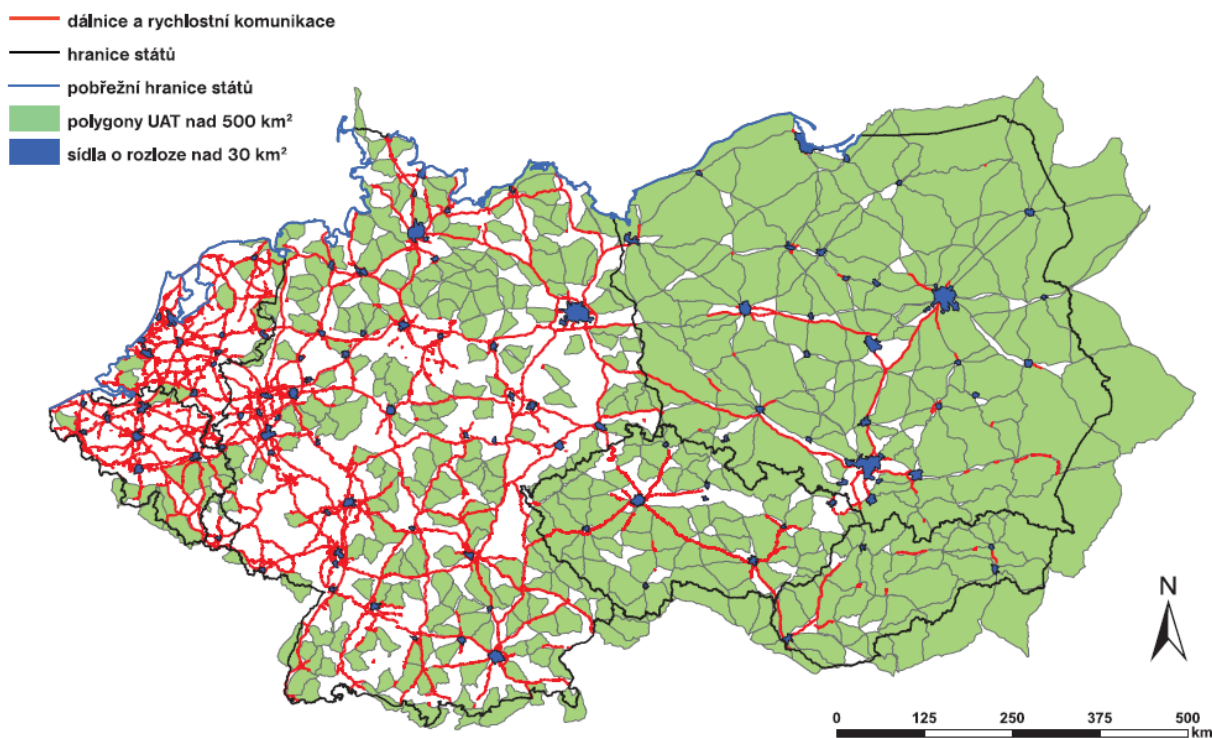 dálnice a rychlostní komunikace
hranice států
pobřežní hranice států
polygony UAT nad 500 km²
sídla o rozloze nad 30 km²
N
0 125 250 375 500
km